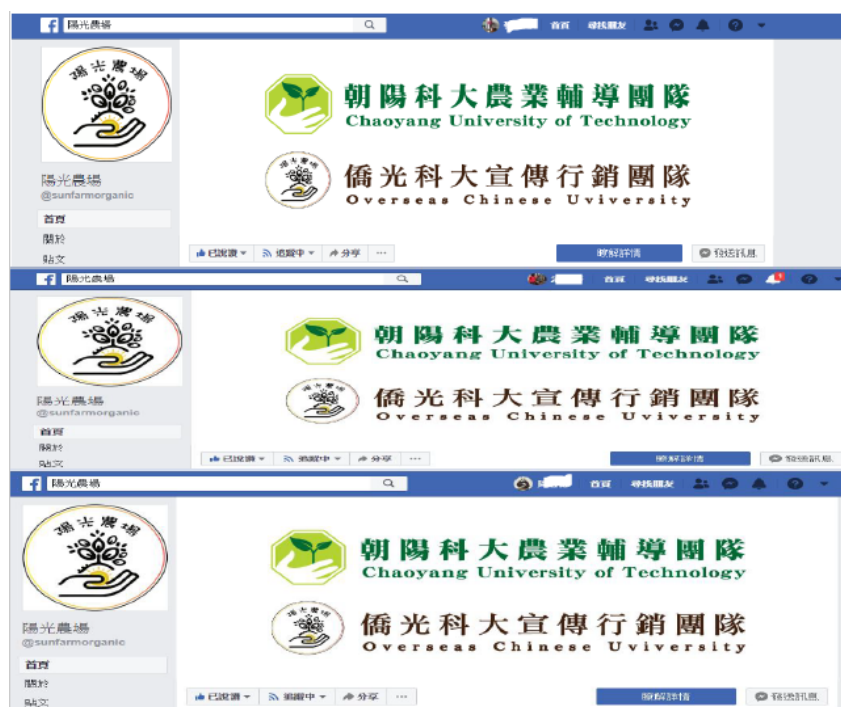 陽光農場
首頁 尋找朋友
陽光農場
朝陽科大農業輔導團隊
Chaoyang University of Technology
僑光科大宣傳行銷團隊
Overseas Chinese Uviversity
陽光農場
@sunfarmorganic
首頁
關於
貼文
已說讚 追蹤中 分享 ...
瞭解詳情 發送訊息
陽光農場
首頁 尋找朋友
陽光農場
朝陽科大農業輔導團隊
Chaoyang University of Technology
僑光科大宣傳行銷團隊
Overseas Chinese Uviversity
陽光農場
@sunfarmorganic
首頁
關於
貼文
已說讚 追蹤中 分享 ...
瞭解詳情 發送訊息
陽光農場
首頁 尋找朋友
陽光農場
朝陽科大農業輔導團隊
Chaoyang University of Technology
僑光科大宣傳行銷團隊
Overseas Chinese Uviversity
陽光農場
@sunfarmorganic
首頁
關於
貼文
已說讚 追蹤中 分享 ...
瞭解詳情 發送訊息